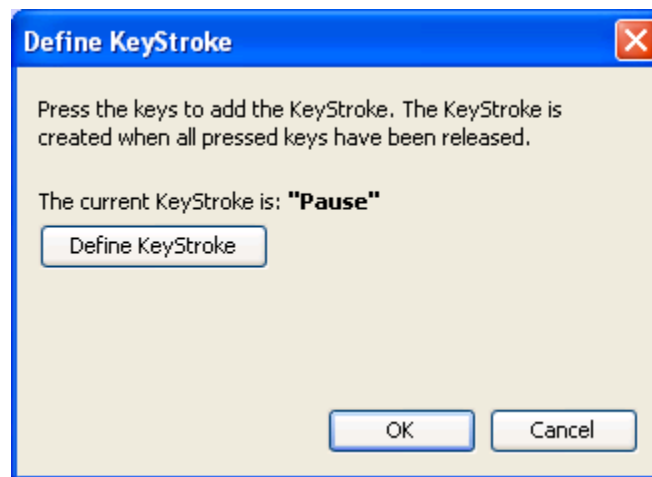 Define KeyStroke
Press the keys to add the KeyStroke. The KeyStroke is
created when all pressed keys have been released.
The current KeyStroke is: "Pause"
Define KeyStroke
OK Cancel